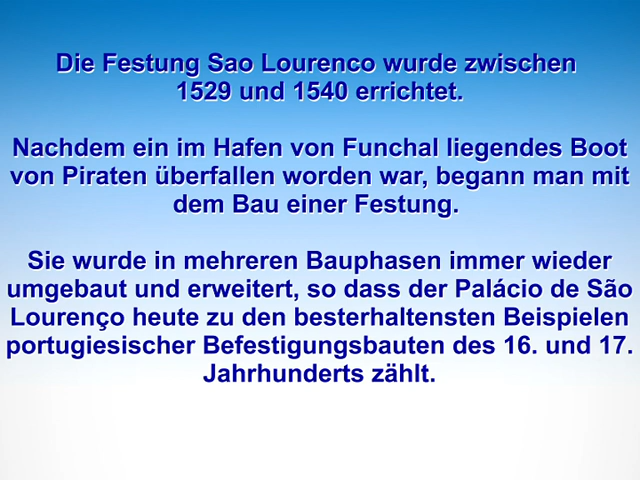 Die Festung Sao Lourenco wurde zwischen
1529 und 1540 errichtet.
Nachdem ein im Hafen von Funchal liegendes Boot
von Piraten überfallen worden war, begann man mit
dem Bau einer Festung.
Sie wurde in mehreren Bauphasen immer wieder
umgebaut und erweitert, so dass der Palácio de São
Lourenço heute zu den besterhaltensten Beispielen
portugiesischer Befestigungsbauten des 16. und 17.
Jahrhunderts zählt.